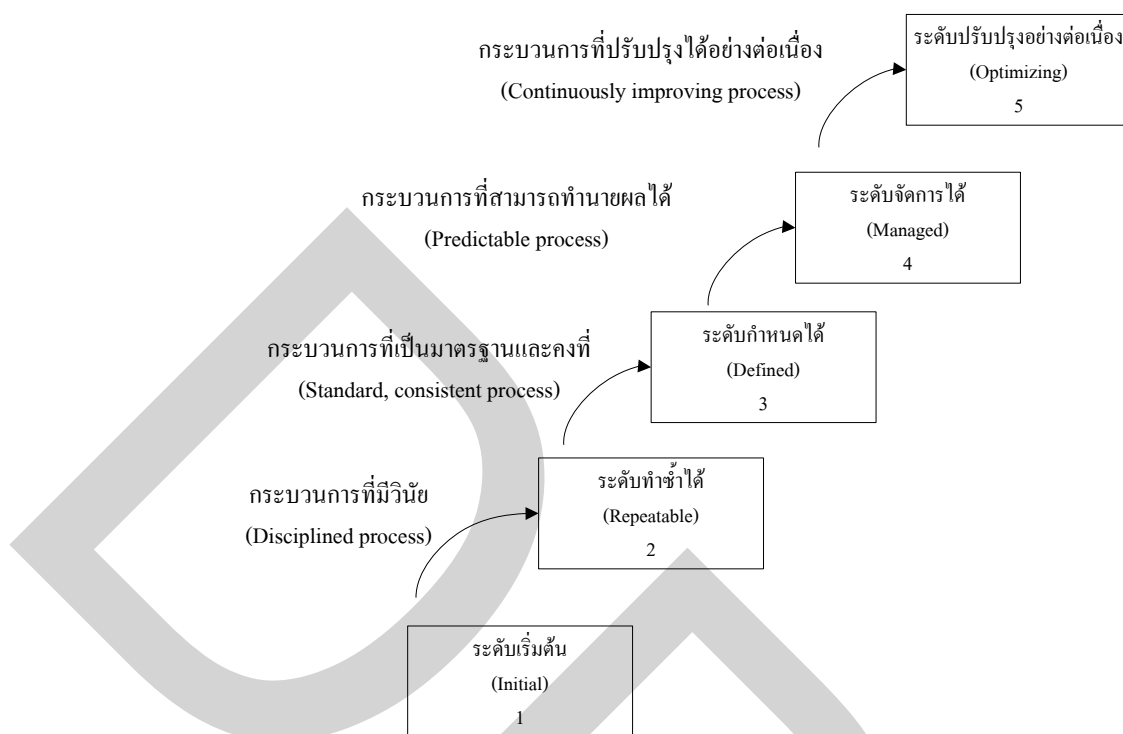 ระดับปรับปรุงอย่างต่อเนื่อง
(Optimizing)
5
กระบวนการที่ปรับปรุงได้อย่างต่อเนื่อง
(Continuously improving process)
ระดับจัดการได้
(Managed)
4
กระบวนการที่สามารถทำนายผลได้
(Predictable process)
ระดับกำหนดได้
(Defined)
3
กระบวนการที่เป็นมาตรฐานและคงที่
(Standard, consistent process)
ระดับทำซ้ำได้
(Repeatable)
2
กระบวนการที่มีวินัย
(Disciplined process)
ระดับเริ่มต้น
(Initial)
1